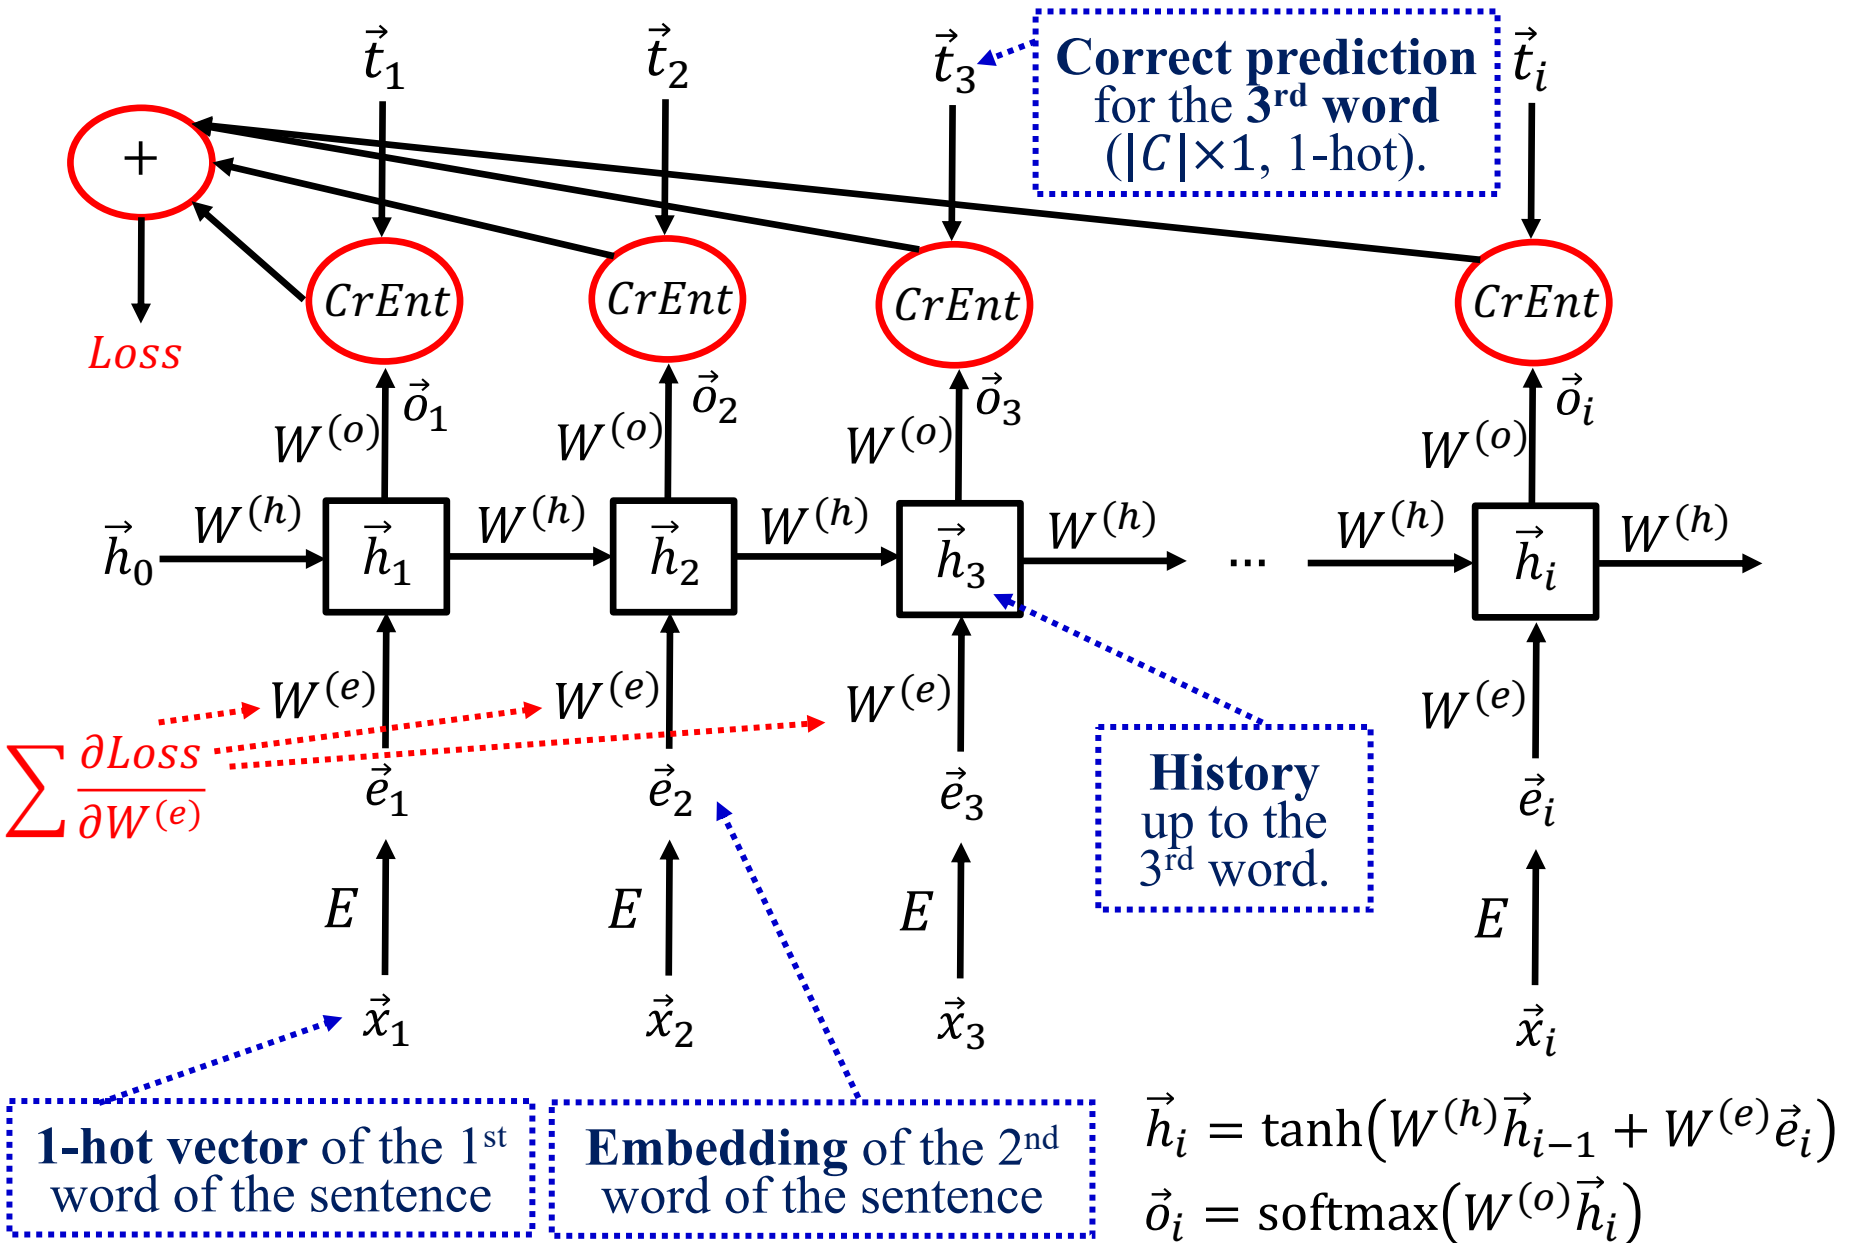 t⃗₁ t⃗₂ t⃗₃ t⃗ᵢ
Correct prediction
for the 3rd word
(|C|×1, 1-hot).
+
CrEnt CrEnt CrEnt CrEnt
Loss
o⃗₁ o⃗₂ o⃗₃ o⃗ᵢ
W^(o) W^(o) W^(o) W^(o)
W^(h) W^(h) W^(h) W^(h) W^(h) W^(h)
h⃗₀ h⃗₁ h⃗₂ h⃗₃ ... h⃗ᵢ
W^(e) W^(e) W^(e) W^(e)
∑ ∂Loss/∂W^(e)
e⃗₁ e⃗₂ e⃗₃ e⃗ᵢ
History
up to the
3rd word.
E E E E
x⃗₁ x⃗₂ x⃗₃ x⃗ᵢ
1-hot vector of the 1st
word of the sentence
Embedding of the 2nd
word of the sentence
h⃗ᵢ = tanh(W^(h)h⃗ᵢ₋₁ + W^(e)e⃗ᵢ)
o⃗ᵢ = softmax(W^(o)h⃗ᵢ)